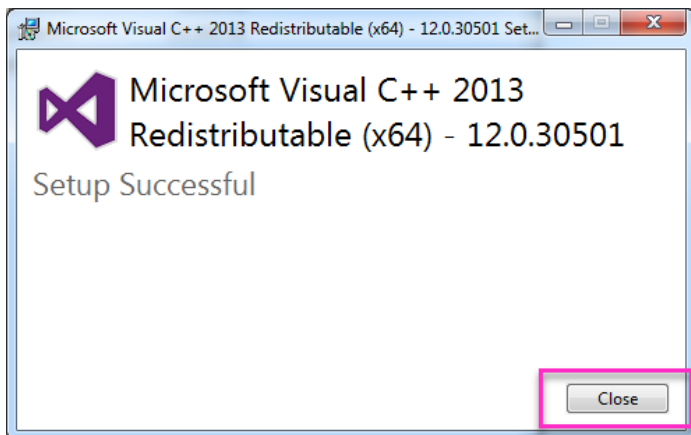 Microsoft Visual C++ 2013 Redistributable (x64) - 12.0.30501 Set...
Microsoft Visual C++ 2013
Redistributable (x64) - 12.0.30501
Setup Successful
Close